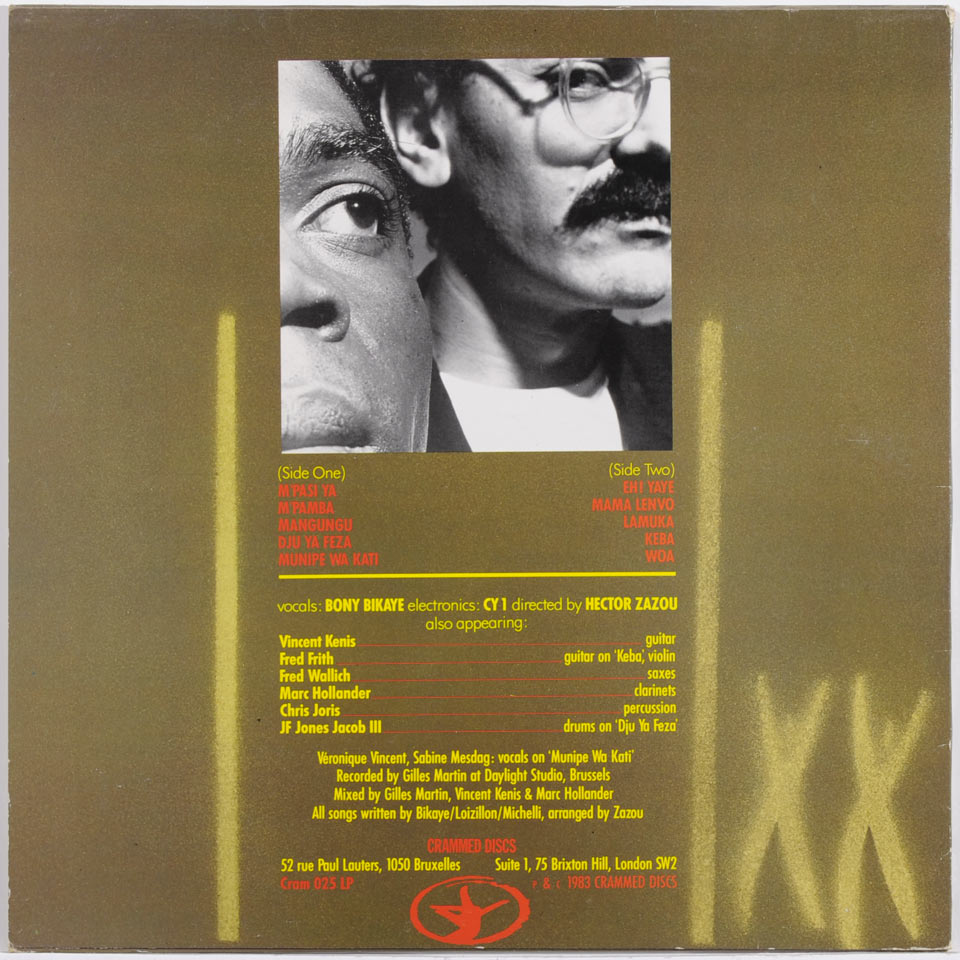 (Side One)
M'PASI YA
M'PAMBA
MANGUNGU
DJU YA FEZA
MUNIPE WA KATI
(Side Two)
EH! YAYE
MAMA LENVO
LAMUKA
KEBA
WOA
vocals: BONY BIKAYE electronics: CY 1 directed by HECTOR ZAZOU
also appearing:
Vincent Kenis guitar
Fred Frith guitar on 'Keba', violin
Fred Wallich saxes
Marc Hollander clarinets
Chris Joris percussion
JF Jones Jacob III drums on 'Dju Ya Feza'
Véronique Vincent, Sabine Mesdag: vocals on 'Munipe Wa Kati'
Recorded by Gilles Martin at Daylight Studio, Brussels
Mixed by Gilles Martin, Vincent Kenis & Marc Hollander
All songs written by Bikaye/Loizillon/Michelli, arranged by Zazou
CRAMMED DISCS
52 rue Paul Lauters, 1050 Bruxelles Suite 1, 75 Brixton Hill, London SW2
Cram 025 LP P & C 1983 CRAMMED DISCS